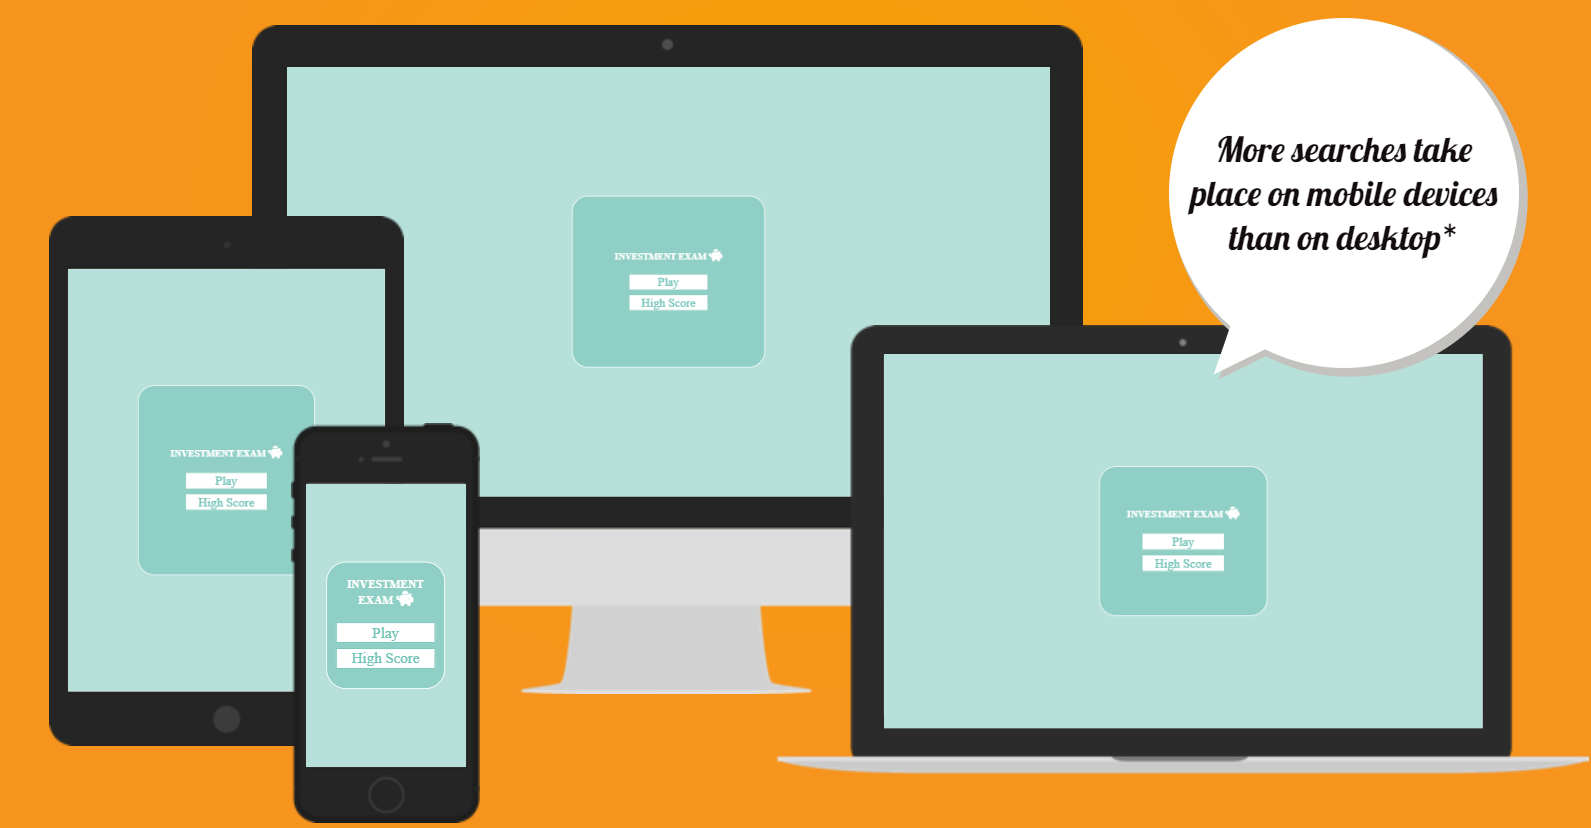 More searches take
place on mobile devices
than on desktop*
INVESTMENT EXAM
Play
High Score
INVESTMENT EXAM
Play
High Score
INVESTMENT
EXAM
Play
High Score
INVESTMENT EXAM
Play
High Score